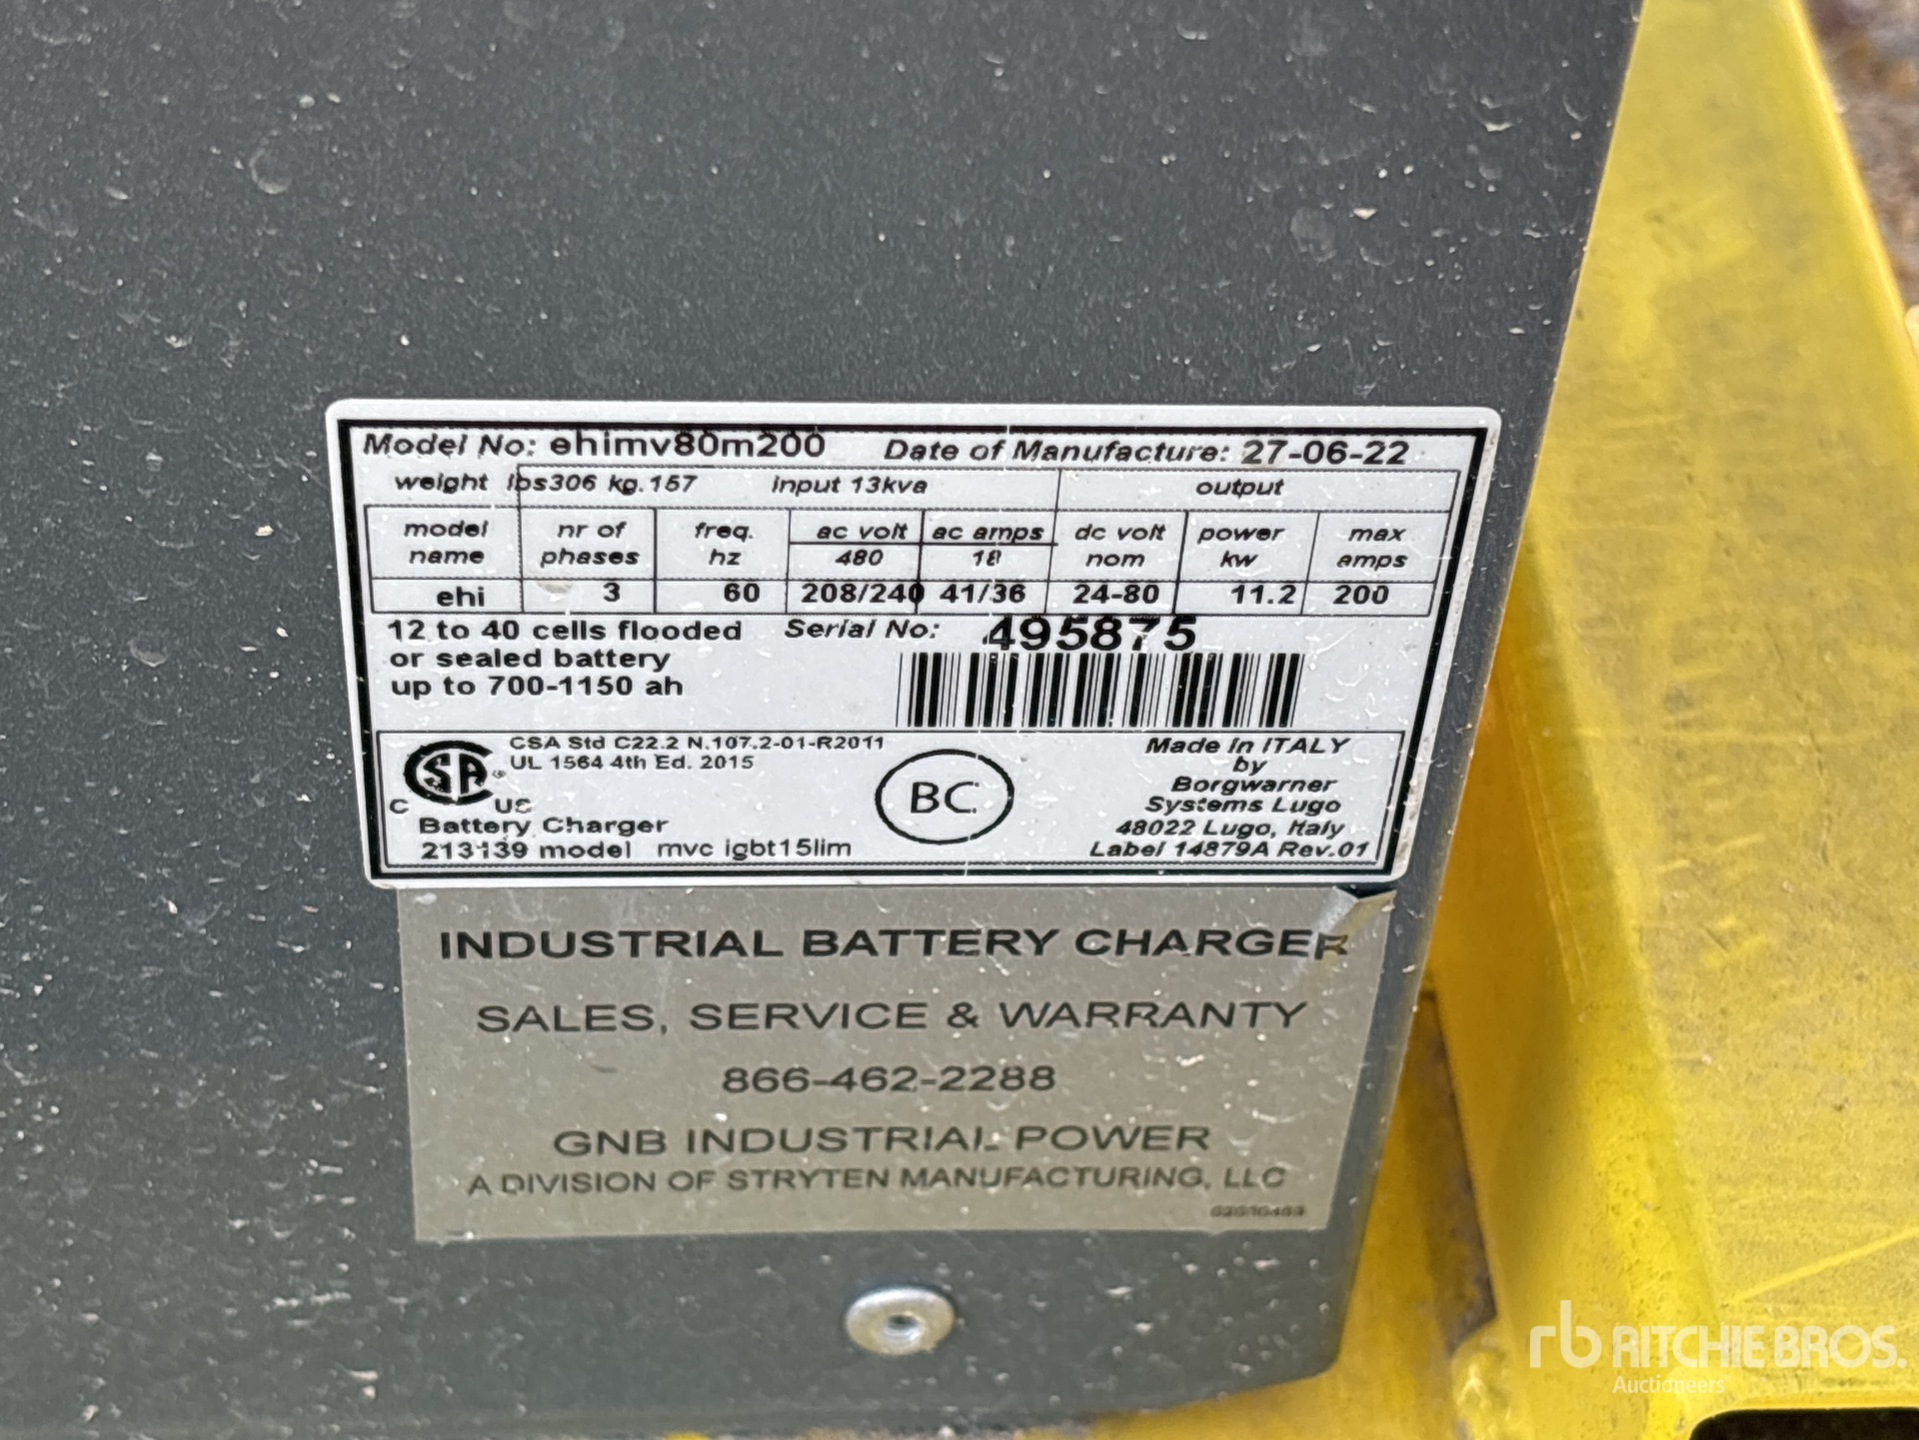 Model No: ehimv80m200 Date of Manufacture: 27-06-22
weight lbs306 kg.157 input 13kva output
model name nr of phases freq. hz ac volt 480 ac amps 18 dc volt nom power kw max amps
ehi 3 60 208/240 41/36 24-80 11.2 200
12 to 40 cells flooded
or sealed battery
up to 700-1150 ah
Serial No: 495875
CSA Std C22.2 N.107.2-01-R2011
UL 1564 4th Ed. 2015
C SA US
Battery Charger
213139 model mvc igbt15lim
BC
Made In ITALY
by
Borgwarner
Systems Lugo
48022 Lugo, Italy
Label 14879A Rev.01
INDUSTRIAL BATTERY CHARGER
SALES, SERVICE & WARRANTY
866-462-2288
GNB INDUSTRIAL POWER
A DIVISION OF STRYTEN MANUFACTURING, LLC
rb RITCHIE BROS.
Auctioneers